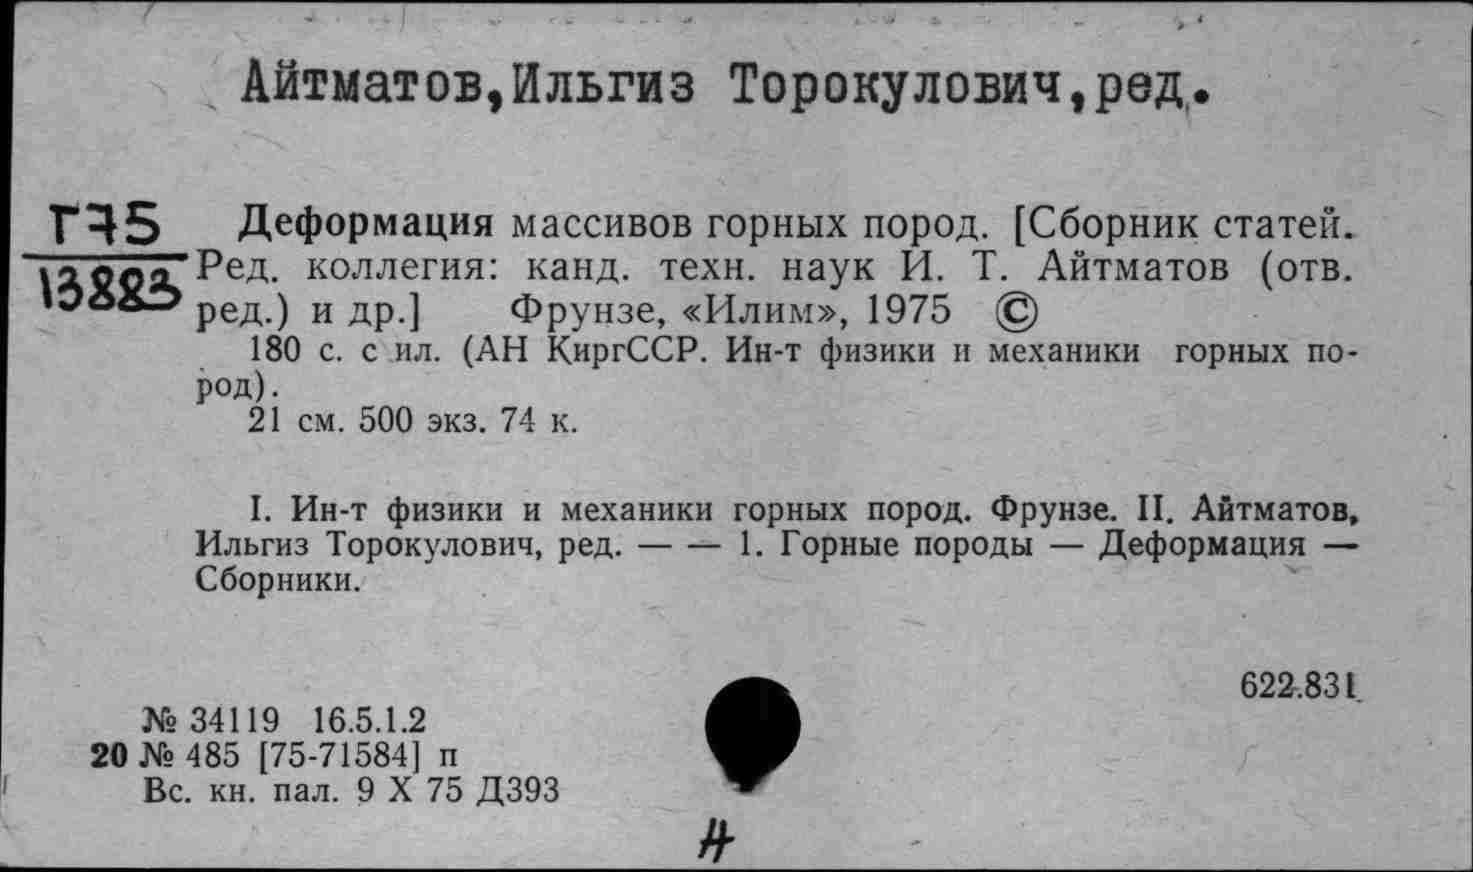 Айтматов,Ильгиз Торокулович,ред.
Г75
13883
Деформация массивов горных пород. [Сборник статей.
Ред. коллегия: канд. техн. наук И. Т. Айтматов (отв.
ред.) и др.] Фрунзе, «Илим», 1975 ©
180 с. с ил. (АН КиргССР. Ин-т физики и механики горных по-
род).
21 см. 500 экз. 74 к.
I. Ин-т физики и механики горных пород. Фрунзе. II. Айтматов,
Ильгиз Торокулович, ред. — — 1. Горные породы — Деформация —
Сборники.
622.831
№ 34119 16.5.1.2
20 № 485 [75-71584] п
Вс. кн. пал. 9 X 75 Д393